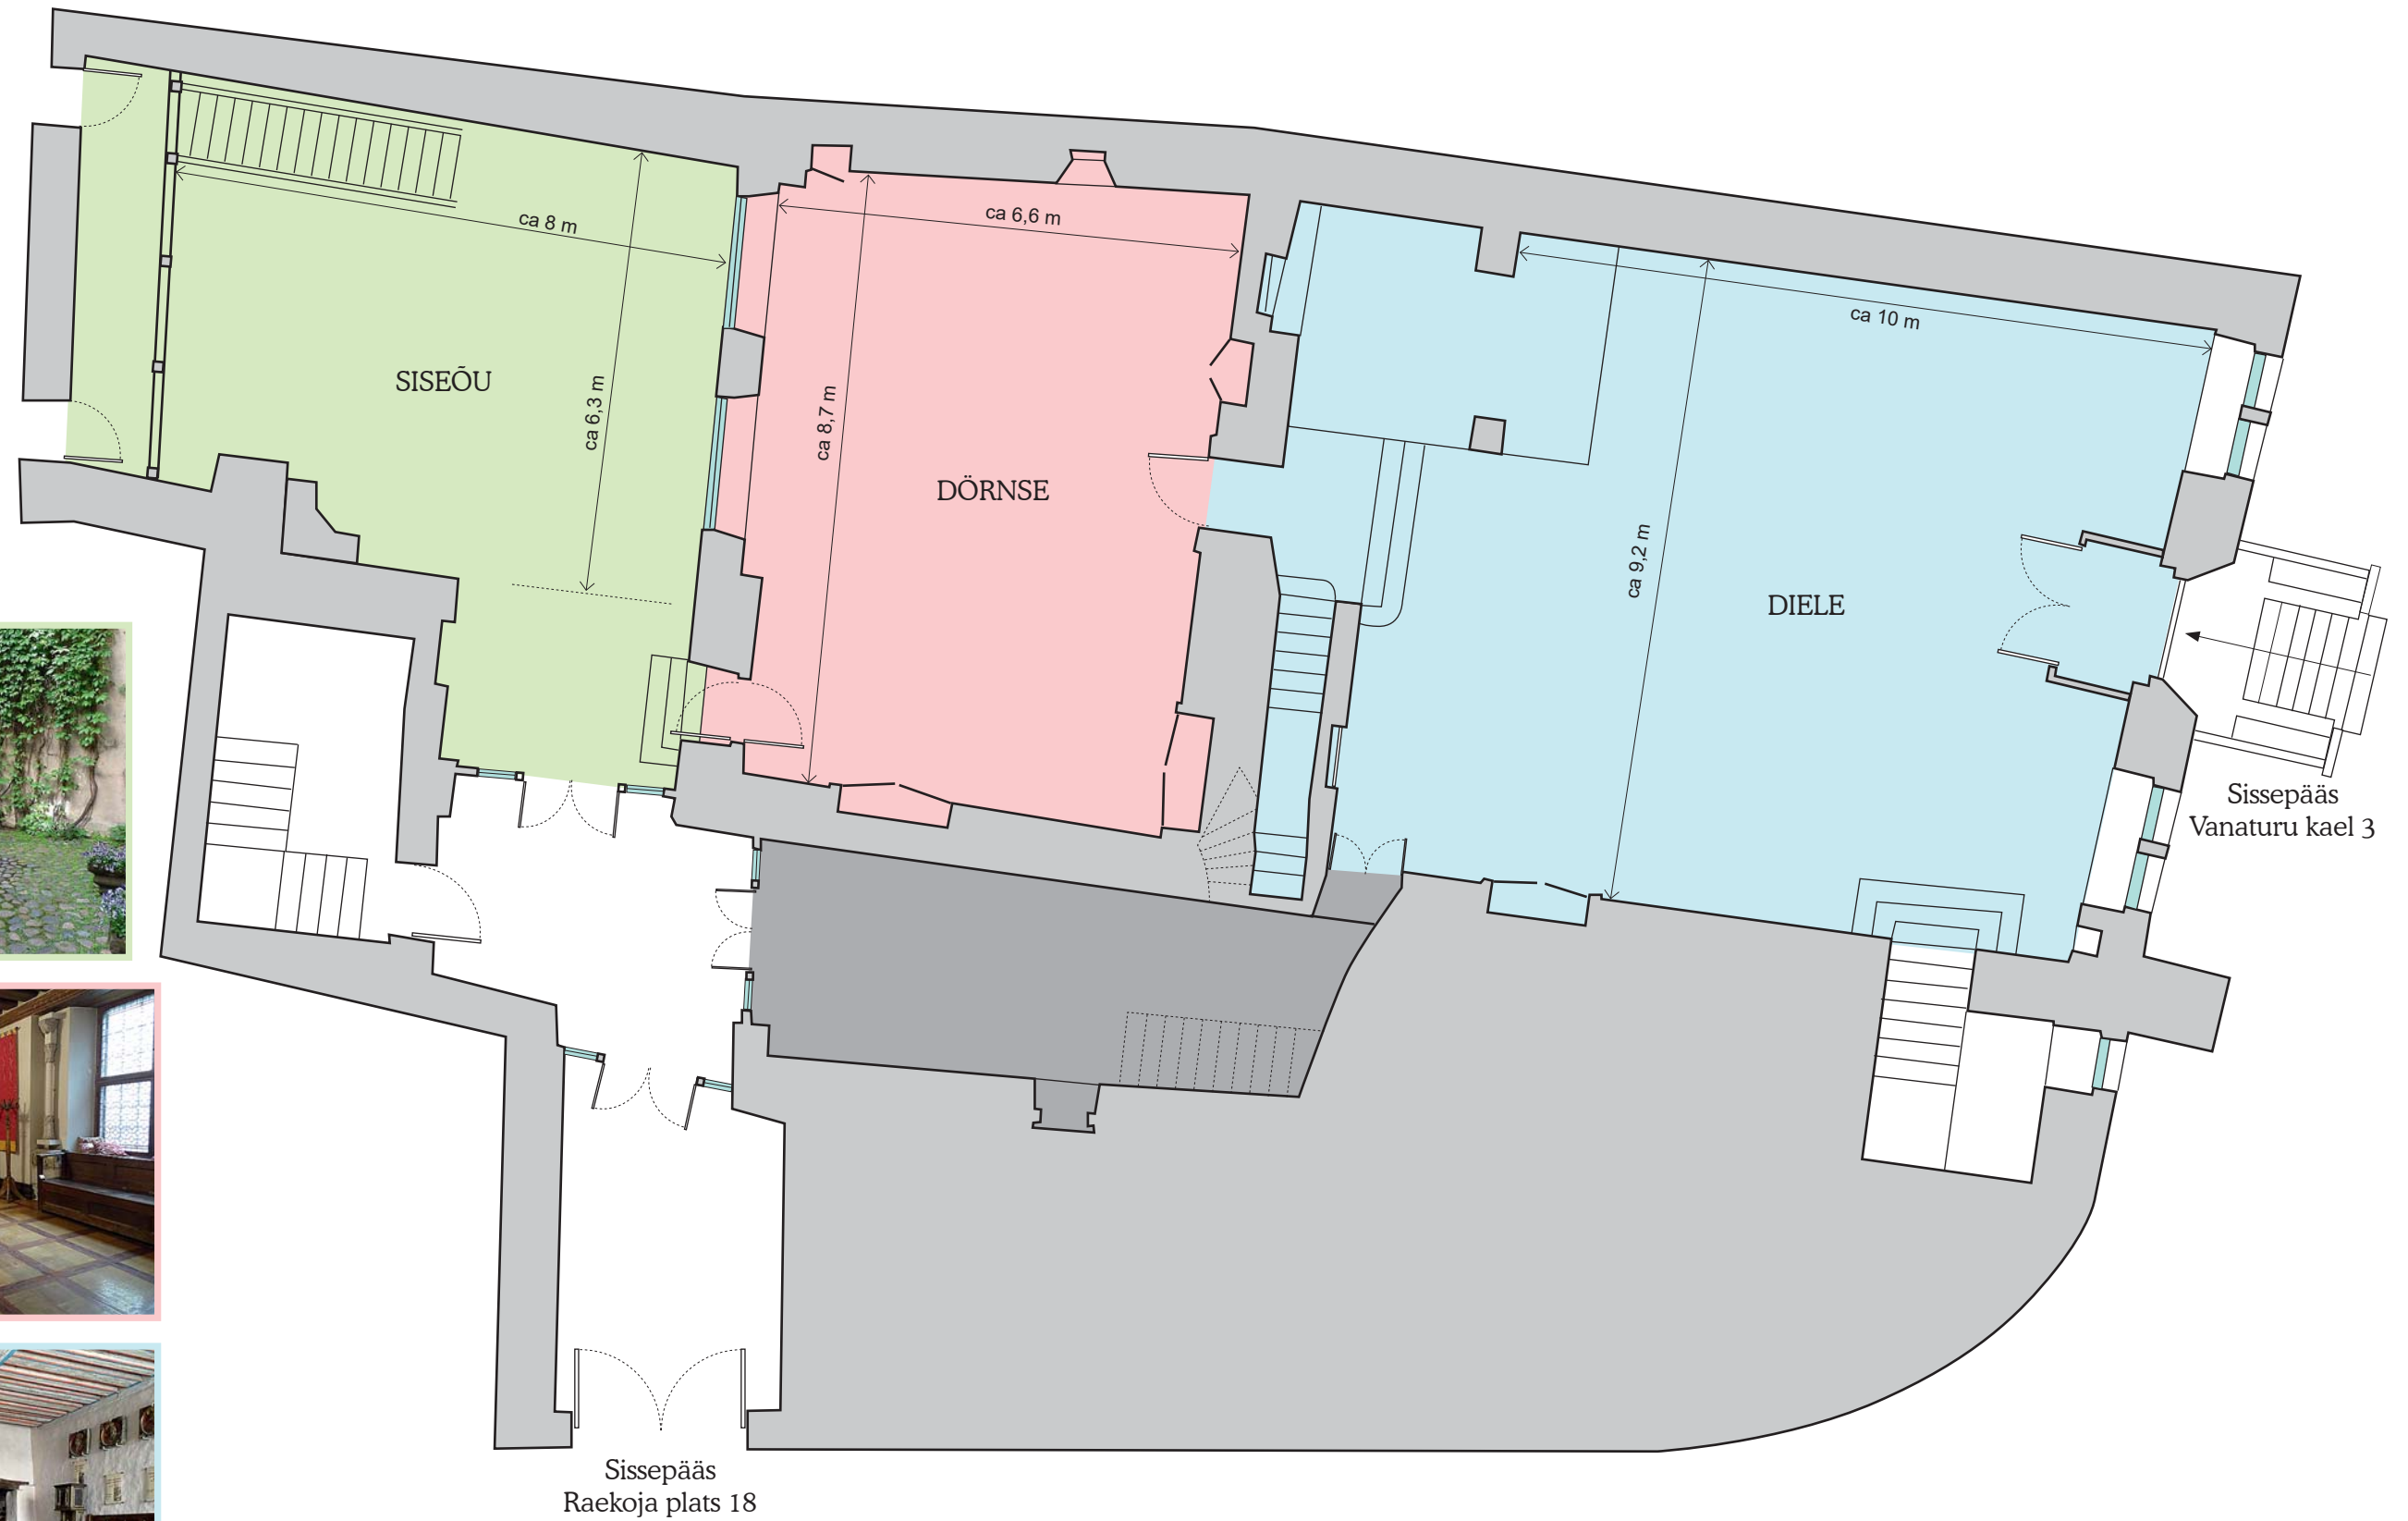 ca 8 m
ca 6,3 m
SISEÕU
ca 6,6 m
ca 8,7 m
DÖRNSE
ca 10 m
ca 9,2 m
DIELE
Sissepääs
Vanaturu kael 3
Sissepääs
Raekoja plats 18